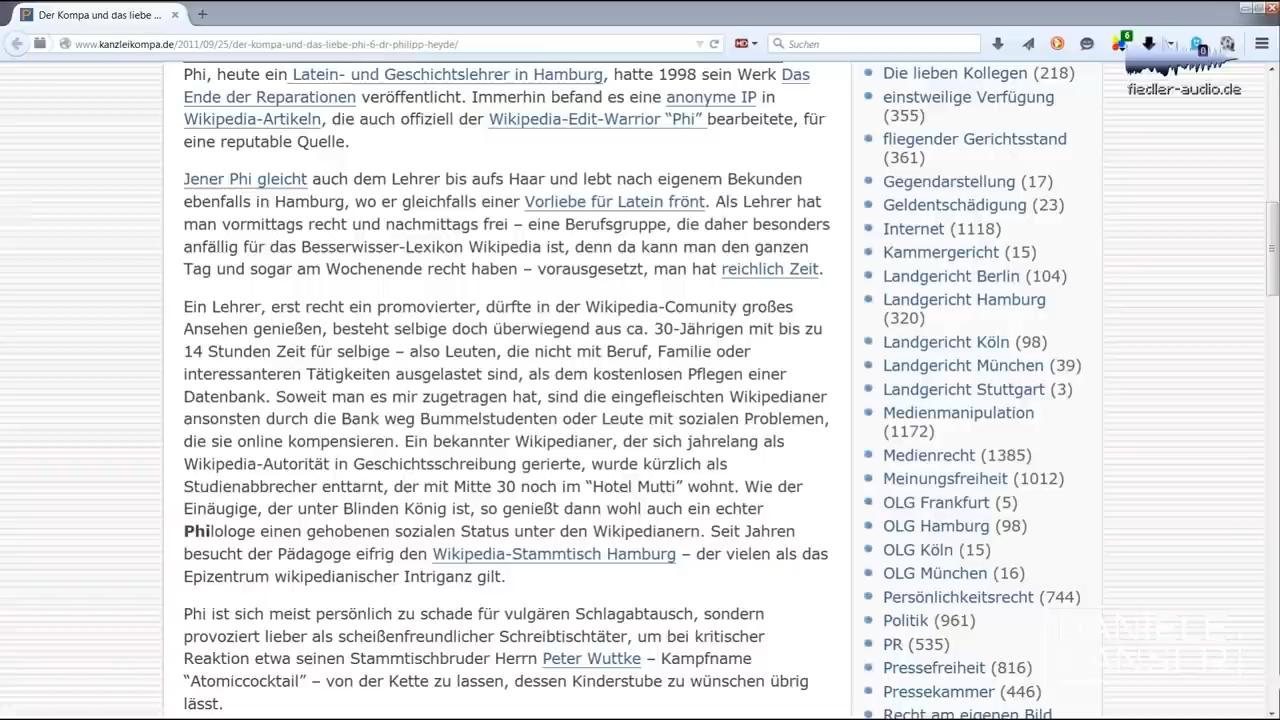 Der Kompa und das liebe ...
www.kanzleikompa.de/2011/09/25/der-kompa-und-das-liebe-phi-6-dr-philipp-heyde/
Suchen
6
0
fiedler-audio.de
Phi, heute ein Latein- und Geschichtslehrer in Hamburg, hatte 1998 sein Werk Das
Ende der Reparationen veröffentlicht. Immerhin befand es eine anonyme IP in
Wikipedia-Artikeln, die auch offiziell der Wikipedia-Edit-Warrior “Phi” bearbeitete, für
eine reputable Quelle.
Jener Phi gleicht auch dem Lehrer bis aufs Haar und lebt nach eigenem Bekunden
ebenfalls in Hamburg, wo er gleichfalls einer Vorliebe für Latein frönt. Als Lehrer hat
man vormittags recht und nachmittags frei – eine Berufsgruppe, die daher besonders
anfällig für das Besserwisser-Lexikon Wikipedia ist, denn da kann man den ganzen
Tag und sogar am Wochenende recht haben – vorausgesetzt, man hat reichlich Zeit.
Ein Lehrer, erst recht ein promovierter, dürfte in der Wikipedia-Comunity großes
Ansehen genießen, besteht selbige doch überwiegend aus ca. 30-Jährigen mit bis zu
14 Stunden Zeit für selbige – also Leuten, die nicht mit Beruf, Familie oder
interessanteren Tätigkeiten ausgelastet sind, als dem kostenlosen Pflegen einer
Datenbank. Soweit man es mir zugetragen hat, sind die eingefleischten Wikipedianer
ansonsten durch die Bank weg Bummelstudenten oder Leute mit sozialen Problemen,
die sie online kompensieren. Ein bekannter Wikipedianer, der sich jahrelang als
Wikipedia-Autorität in Geschichtsschreibung gerierte, wurde kürzlich als
Studienabbrecher enttarnt, der mit Mitte 30 noch im “Hotel Mutti” wohnt. Wie der
Einäugige, der unter Blinden König ist, so genießt dann wohl auch ein echter
Philologe einen gehobenen sozialen Status unter den Wikipedianern. Seit Jahren
besucht der Pädagoge eifrig den Wikipedia-Stammtisch Hamburg – der vielen als das
Epizentrum wikipedianischer Intriganz gilt.
Phi ist sich meist persönlich zu schade für vulgären Schlagabtausch, sondern
provoziert lieber als scheißenfreundlicher Schreibtischtäter, um bei kritischer
Reaktion etwa seinen Stammtischbruder Herrn Peter Wuttke – Kampfname
“Atomiccocktail” – von der Kette zu lassen, dessen Kinderstube zu wünschen übrig
lässt.
Die lieben Kollegen (218)
einstweilige Verfügung
(355)
fliegender Gerichtsstand
(361)
Gegendarstellung (17)
Geldentschädigung (23)
Internet (1118)
Kammergericht (15)
Landgericht Berlin (104)
Landgericht Hamburg
(320)
Landgericht Köln (98)
Landgericht München (39)
Landgericht Stuttgart (3)
Medienmanipulation
(1172)
Medienrecht (1385)
Meinungsfreiheit (1012)
OLG Frankfurt (5)
OLG Hamburg (98)
OLG Köln (15)
OLG München (16)
Persönlichkeitsrecht (744)
Politik (961)
PR (535)
Pressefreiheit (816)
Pressekammer (446)
Recht am eigenen Bild